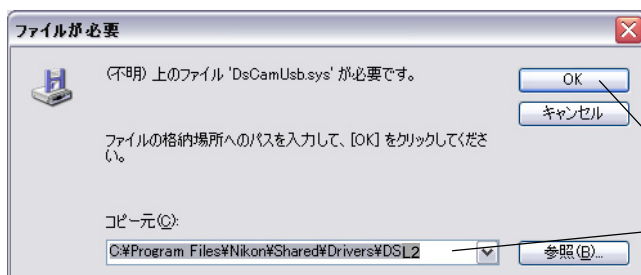 ファイルが必要
(不明) 上のファイル 'DsCamUsb.sys' が必要です。
OK
キャンセル
ファイルの格納場所へのパスを入力して、[OK] をクリックしてくださ
い。
コピー元(C):
C:¥Program Files¥Nikon¥Shared¥Drivers¥DSL2
参照(B)...